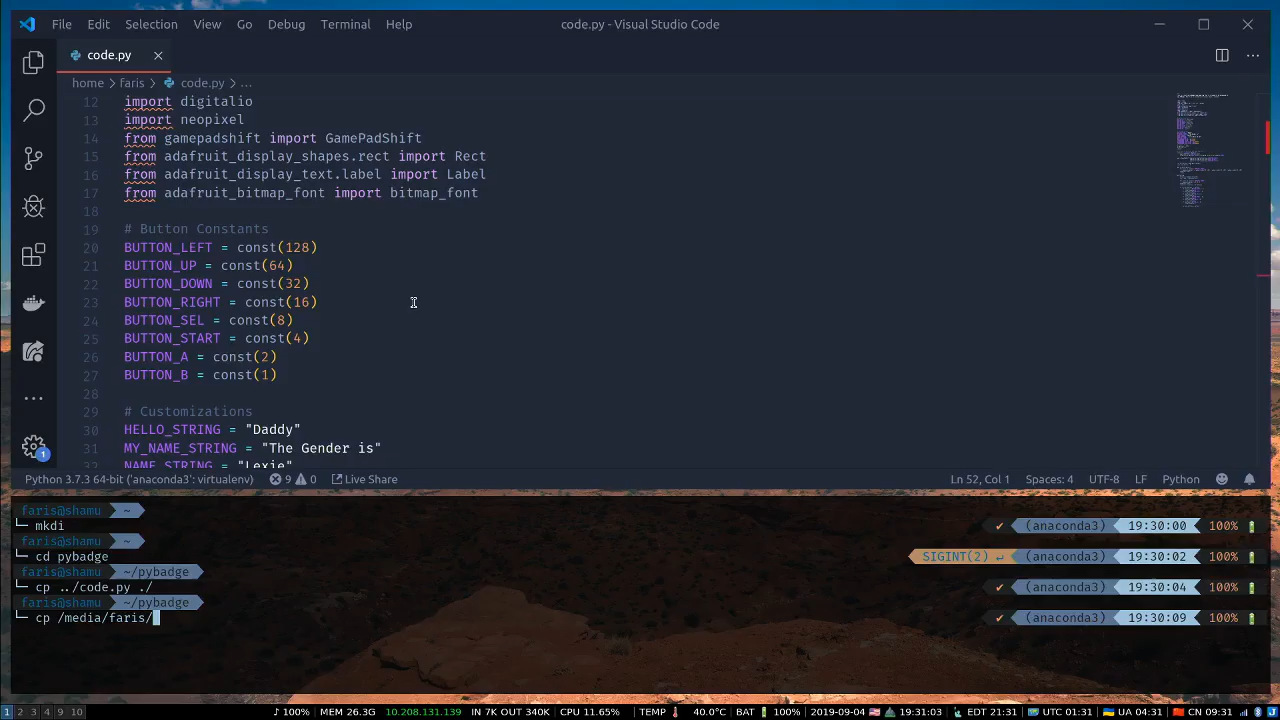 File Edit Selection View Go Debug Terminal Help code.py - Visual Studio Code
code.py
home > faris > code.py > ...
12 import digitalio
13 import neopixel
14 from gamepadshift import GamePadShift
15 from adafruit_display_shapes.rect import Rect
16 from adafruit_display_text.label import Label
17 from adafruit_bitmap_font import bitmap_font
18
19 # Button Constants
20 BUTTON_LEFT = const(128)
21 BUTTON_UP = const(64)
22 BUTTON_DOWN = const(32)
23 BUTTON_RIGHT = const(16)
24 BUTTON_SEL = const(8)
25 BUTTON_START = const(4)
26 BUTTON_A = const(2)
27 BUTTON_B = const(1)
28
29 # Customizations
30 HELLO_STRING = "Daddy"
31 MY_NAME_STRING = "The Gender is"
32 NAME_STRING = "Lexie"
1
Python 3.7.3 64-bit ('anaconda3': virtualenv) 9 0 Live Share Ln 52, Col 1 Spaces: 4 UTF-8 LF Python
faris@shamu ~
mkdi ✔ (anaconda3) 19:30:00 100%
faris@shamu ~
cd pybadge SIGINT(2) ↵ (anaconda3) 19:30:02 100%
faris@shamu ~/pybadge
cp ../code.py ./ ✔ (anaconda3) 19:30:04 100%
faris@shamu ~/pybadge
cp /media/faris/ ✔ (anaconda3) 19:30:09 100%
1 2 3 4 9 10 ♪ 100% MEM 26.3G 10.208.131.139 IN 7K OUT 340K CPU 11.65% TEMP 40.0°C BAT 100% 2019-09-04 19:31:03 EDT 21:31 UTC 01:31 UA 04:31 CN 09:31